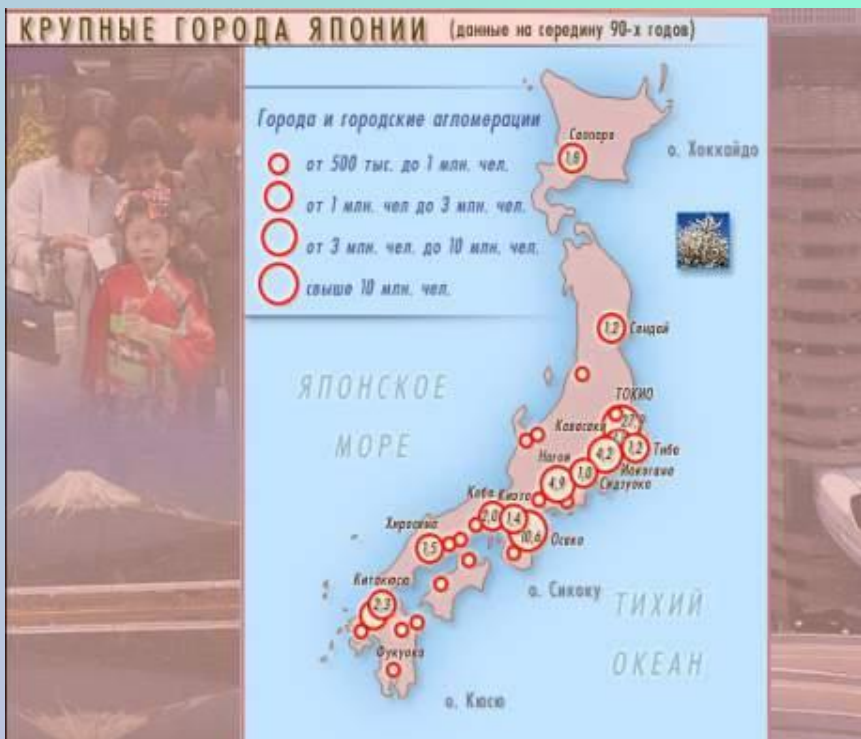 КРУПНЫЕ ГОРОДА ЯПОНИИ (данные на середину 90-х годов)
Города и городские агломерации
от 500 тыс. до 1 млн. чел.
от 1 млн. чел до 3 млн. чел.
от 3 млн. чел. до 10 млн. чел.
свыше 10 млн. чел.
Саппоро
1,8
о. Хоккайдо
1,2 Сендай
ЯПОНСКОЕ
МОРЕ
ТОКИО
Кавасаки
1,2 Тиба
4,2
Иокогама
Нагоя
4,9
1,0
Сидзуока
Кобе Киото
2,0
1,4
10,6 Осака
Хиросима
1,5
Китакюсю
2,3
о. Сикоку
ТИХИЙ
ОКЕАН
Фукуока
о. Кюсю